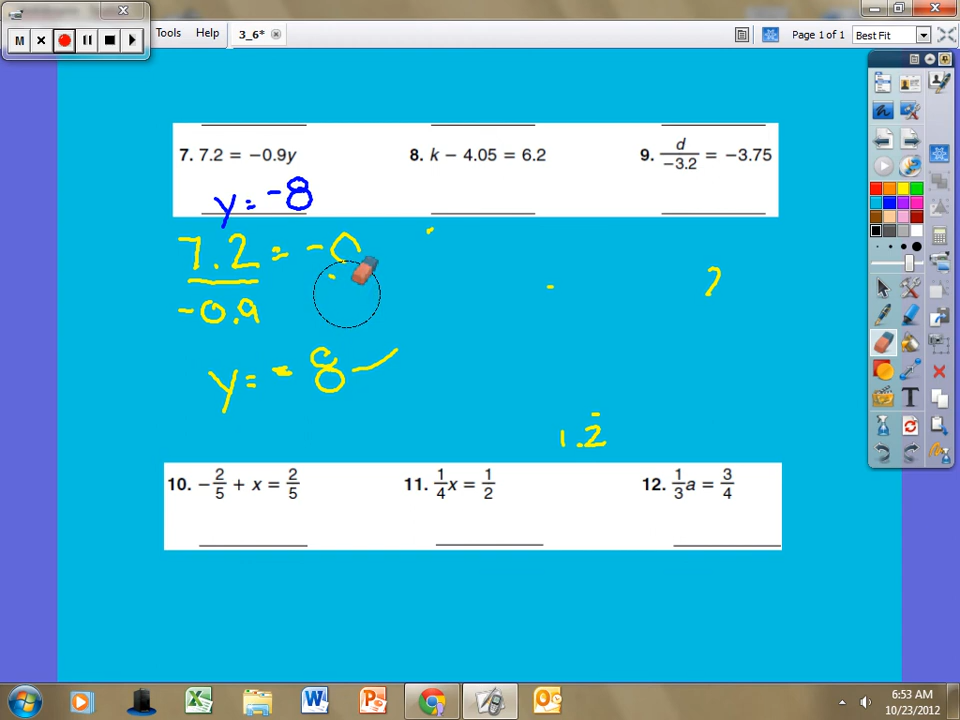 Tools Help 3_6* Page 1 of 1 Best Fit
M
7. 7.2 = −0.9y 8. k − 4.05 = 6.2 9. d/−3.2 = −3.75
y = -8
7.2 = -
-0.9
y = - 8
1.2
10. −2/5 + x = 2/5 11. 1/4x = 1/2 12. 1/3a = 3/4
T
6:53 AM
10/23/2012